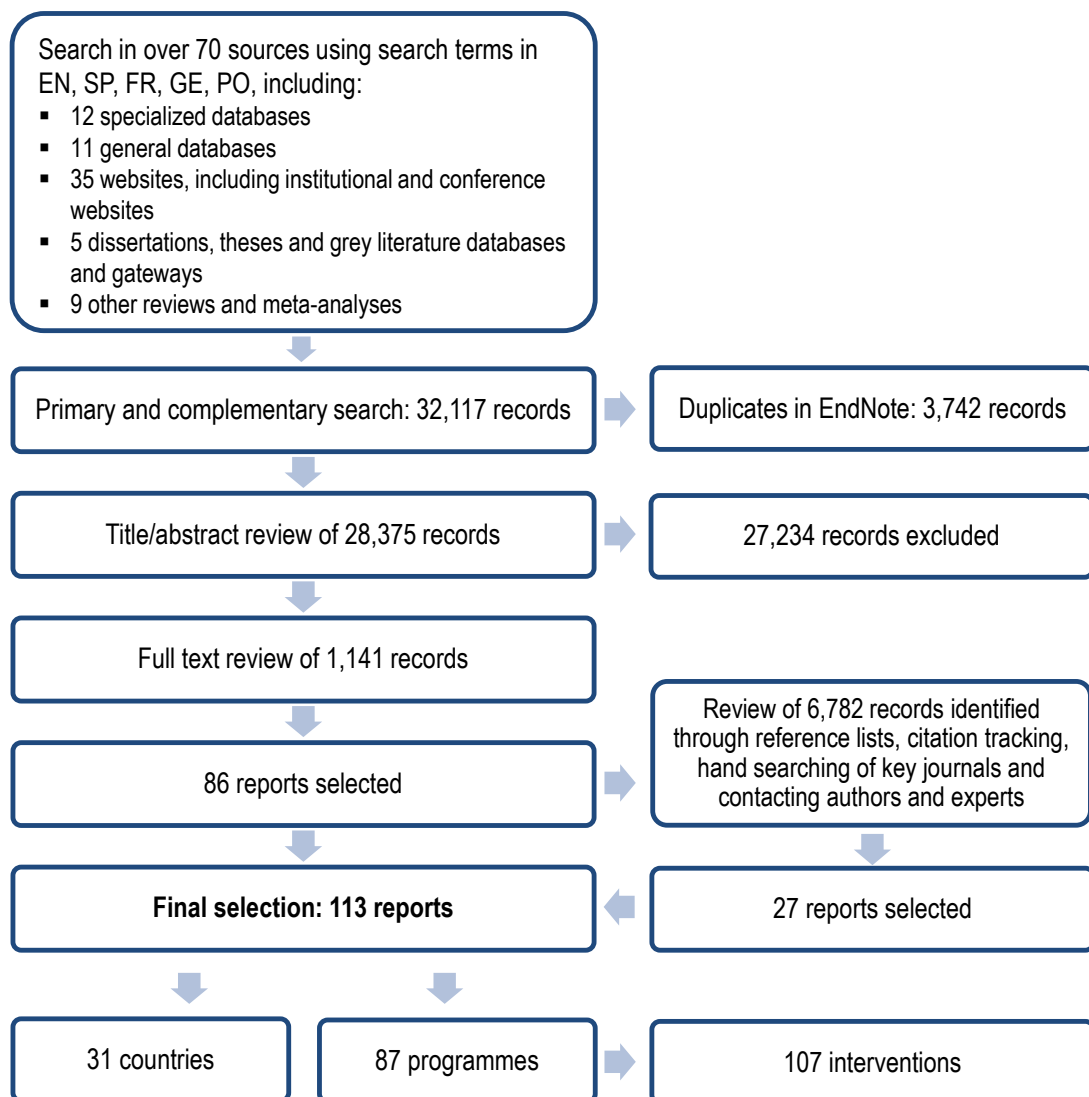 Search in over 70 sources using search terms in
EN, SP, FR, GE, PO, including:
▪ 12 specialized databases
▪ 11 general databases
▪ 35 websites, including institutional and conference
websites
▪ 5 dissertations, theses and grey literature databases
and gateways
▪ 9 other reviews and meta-analyses
Primary and complementary search: 32,117 records
Duplicates in EndNote: 3,742 records
Title/abstract review of 28,375 records
27,234 records excluded
Full text review of 1,141 records
86 reports selected
Review of 6,782 records identified
through reference lists, citation tracking,
hand searching of key journals and
contacting authors and experts
Final selection: 113 reports
27 reports selected
31 countries
87 programmes
107 interventions